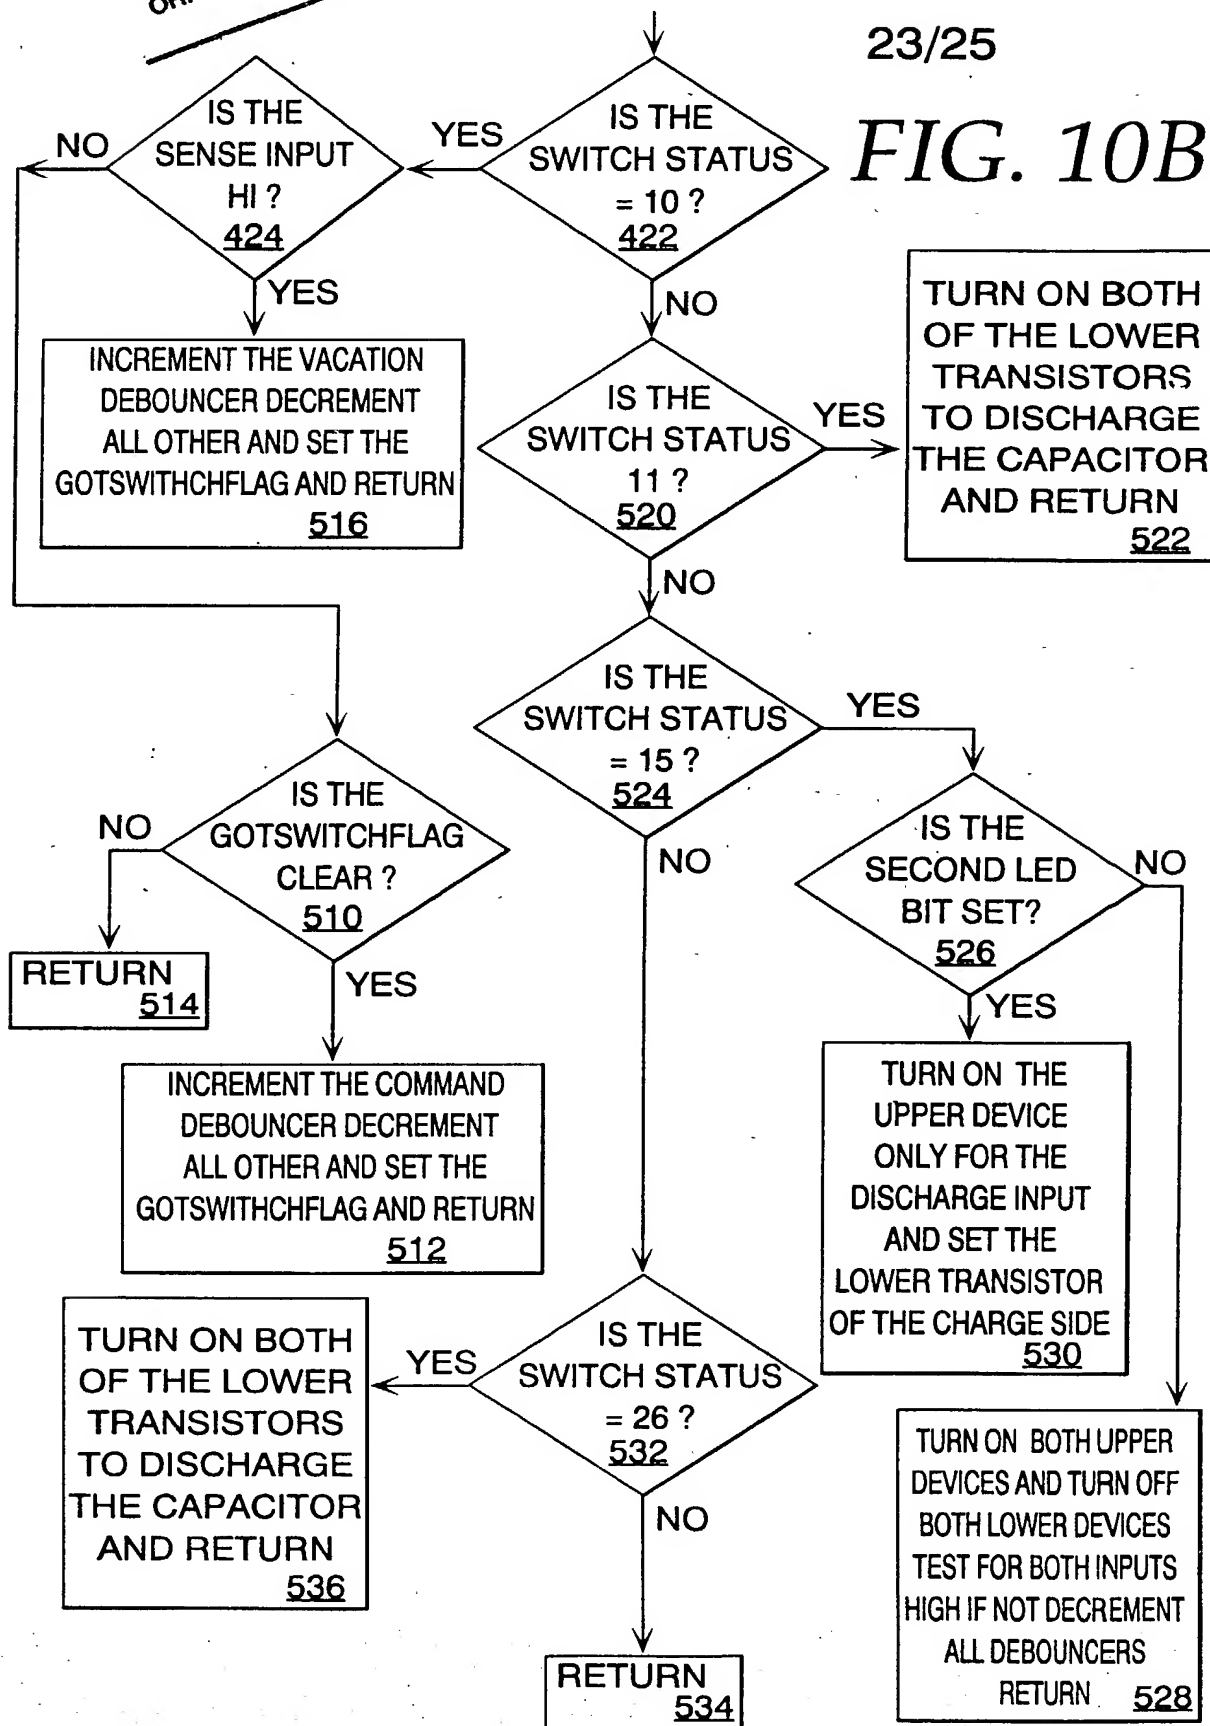 23/25
FIG. 10B
IS THE
SENSE INPUT
HI ?
424
NO
YES
IS THE
SWITCH STATUS
= 10 ?
422
YES
NO
INCREMENT THE VACATION
DEBOUNCER DECREMENT
ALL OTHER AND SET THE
GOTSWITHCHFLAG AND RETURN
516
IS THE
SWITCH STATUS
11 ?
520
YES
NO
TURN ON BOTH
OF THE LOWER
TRANSISTORS
TO DISCHARGE
THE CAPACITOR
AND RETURN
522
IS THE
SWITCH STATUS
= 15 ?
524
YES
NO
IS THE
GOTSWITCHFLAG
CLEAR ?
510
NO
YES
RETURN
514
IS THE
SECOND LED
BIT SET?
526
NO
YES
INCREMENT THE COMMAND
DEBOUNCER DECREMENT
ALL OTHER AND SET THE
GOTSWITHCHFLAG AND RETURN
512
TURN ON THE
UPPER DEVICE
ONLY FOR THE
DISCHARGE INPUT
AND SET THE
LOWER TRANSISTOR
OF THE CHARGE SIDE
530
TURN ON BOTH
OF THE LOWER
TRANSISTORS
TO DISCHARGE
THE CAPACITOR
AND RETURN
536
YES
IS THE
SWITCH STATUS
= 26 ?
532
NO
TURN ON BOTH UPPER
DEVICES AND TURN OFF
BOTH LOWER DEVICES
TEST FOR BOTH INPUTS
HIGH IF NOT DECREMENT
ALL DEBOUNCERS
RETURN
528
RETURN
534